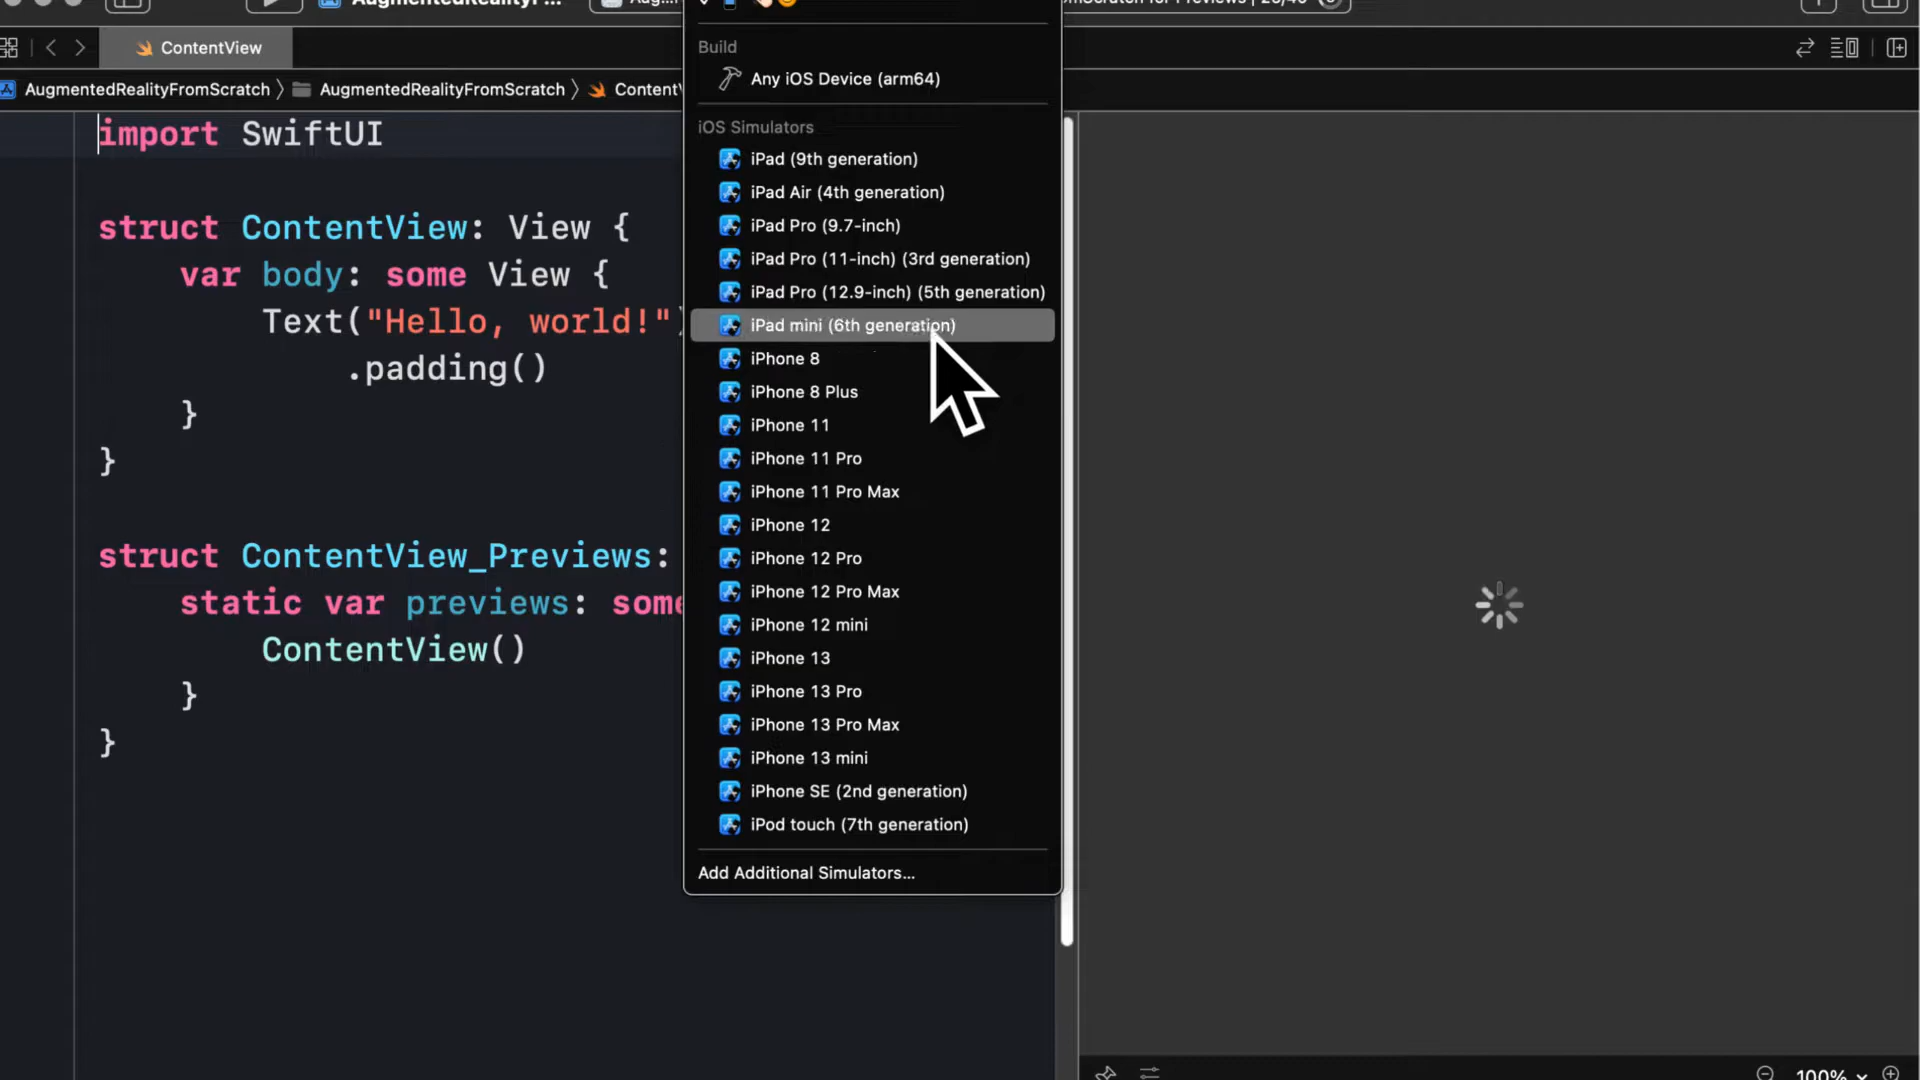 ContentView
AugmentedRealityFromScratch
AugmentedRealityFromScratch
import SwiftUI
struct ContentView: View {
var body: some View {
Text("Hello, world!")
.padding()
}
}
struct ContentView_Previews:
static var previews: some
ContentView()
}
}
Build
Any iOS Device (arm64)
iOS Simulators
iPad (9th generation)
iPad Air (4th generation)
iPad Pro (9.7-inch)
iPad Pro (11-inch) (3rd generation)
iPad Pro (12.9-inch) (5th generation)
iPad mini (6th generation)
iPhone 8
iPhone 8 Plus
iPhone 11
iPhone 11 Pro
iPhone 11 Pro Max
iPhone 12
iPhone 12 Pro
iPhone 12 Pro Max
iPhone 12 mini
iPhone 13
iPhone 13 Pro
iPhone 13 Pro Max
iPhone 13 mini
iPhone SE (2nd generation)
iPod touch (7th generation)
Add Additional Simulators...
100%